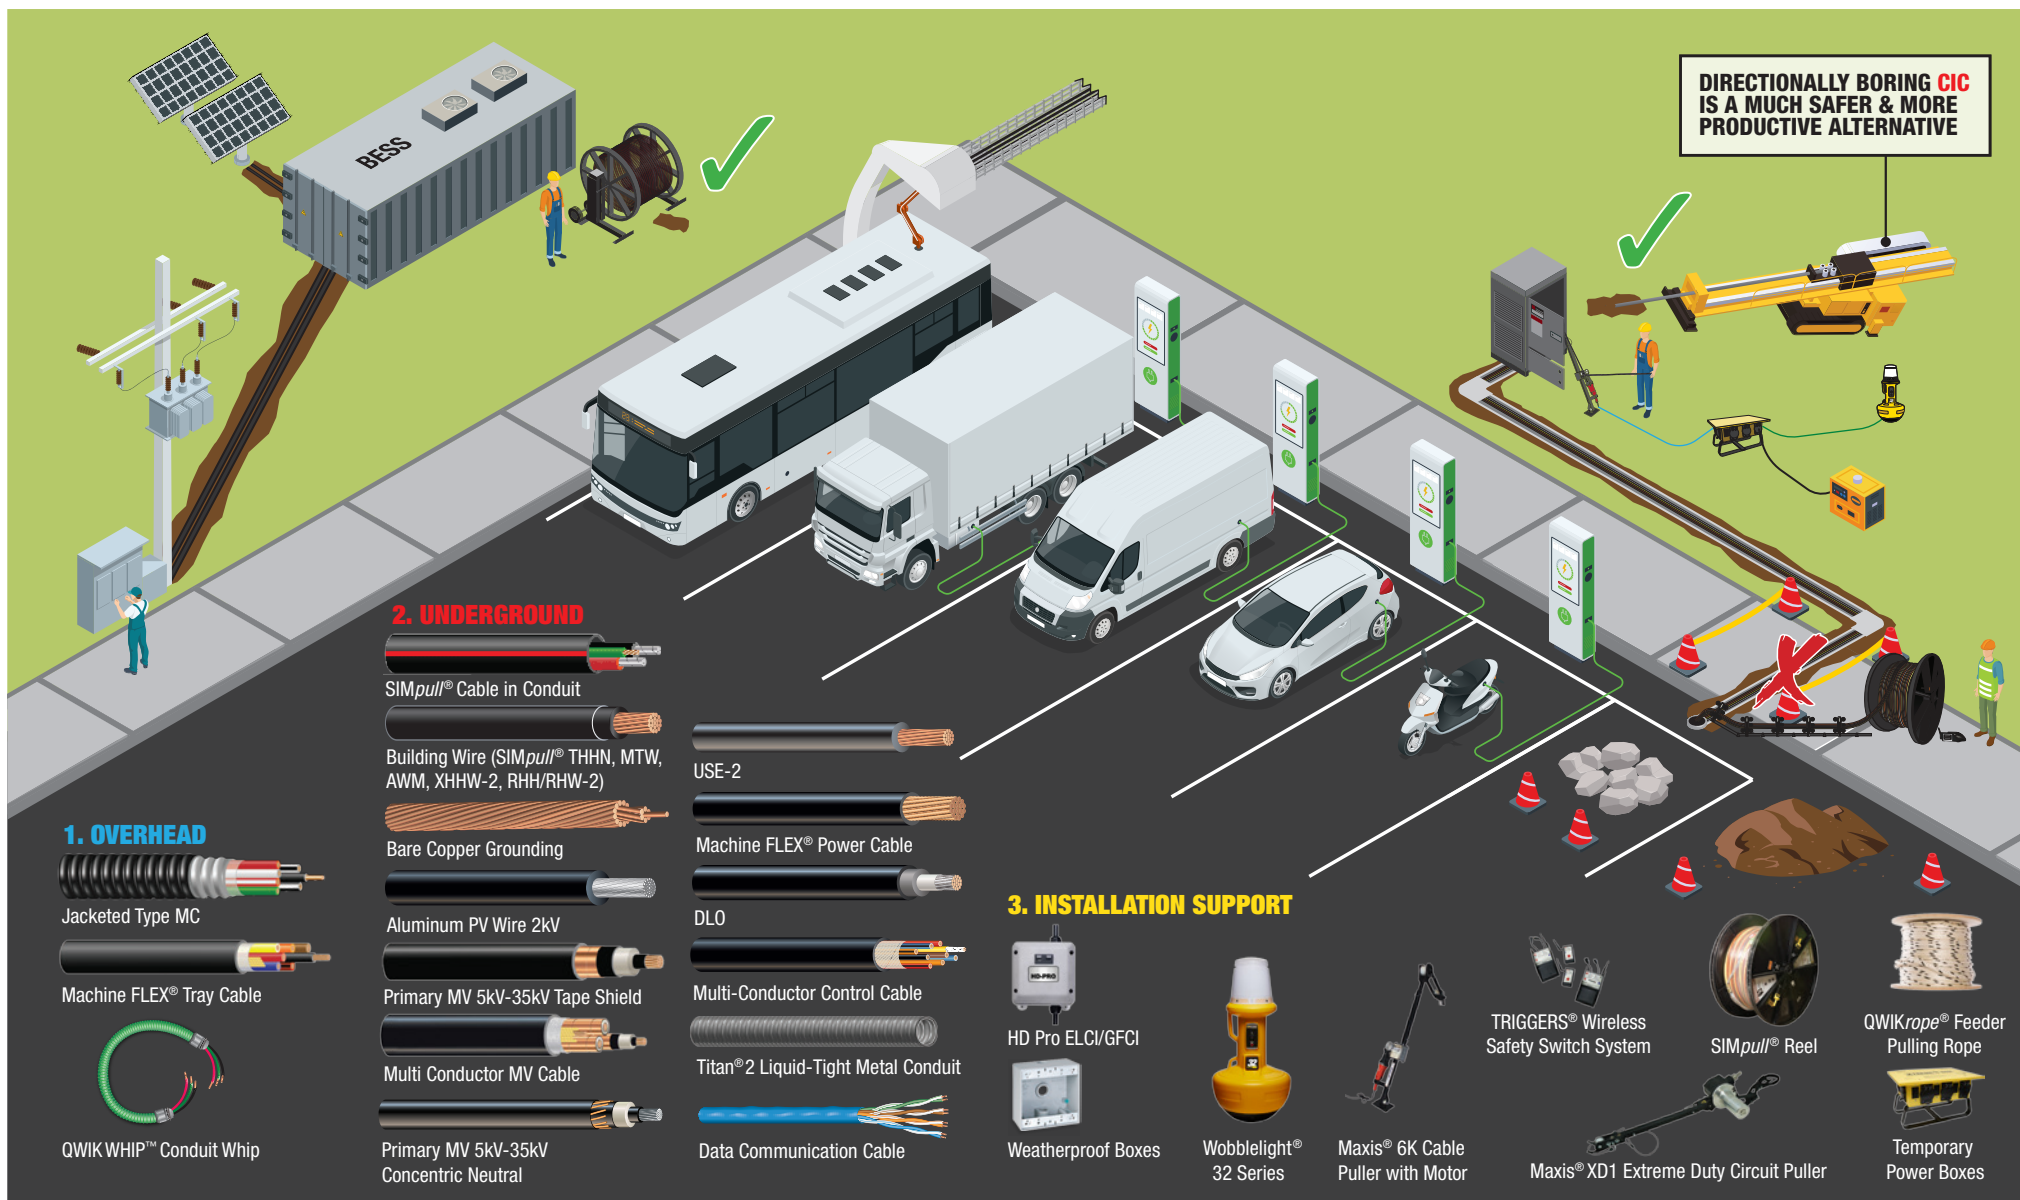 DIRECTIONALLY BORING CIC
IS A MUCH SAFER & MORE
PRODUCTIVE ALTERNATIVE
BESS
2. UNDERGROUND
SIMpull® Cable in Conduit
Building Wire (SIMpull® THHN, MTW,
AWM, XHHW-2, RHH/RHW-2)
Bare Copper Grounding
Aluminum PV Wire 2kV
Primary MV 5kV-35kV Tape Shield
Multi Conductor MV Cable
Primary MV 5kV-35kV
Concentric Neutral
USE-2
Machine FLEX® Power Cable
DLO
Multi-Conductor Control Cable
Titan®2 Liquid-Tight Metal Conduit
Data Communication Cable
1. OVERHEAD
Jacketed Type MC
Machine FLEX® Tray Cable
QWIK WHIP™ Conduit Whip
3. INSTALLATION SUPPORT
HD-PRO
HD Pro ELCI/GFCI
Weatherproof Boxes
32
Wobblelight®
32 Series
Maxis® 6K Cable
Puller with Motor
TRIGGERS® Wireless
Safety Switch System
SIMpull® Reel
QWIKrope® Feeder
Pulling Rope
Maxis® XD1 Extreme Duty Circuit Puller
Temporary
Power Boxes